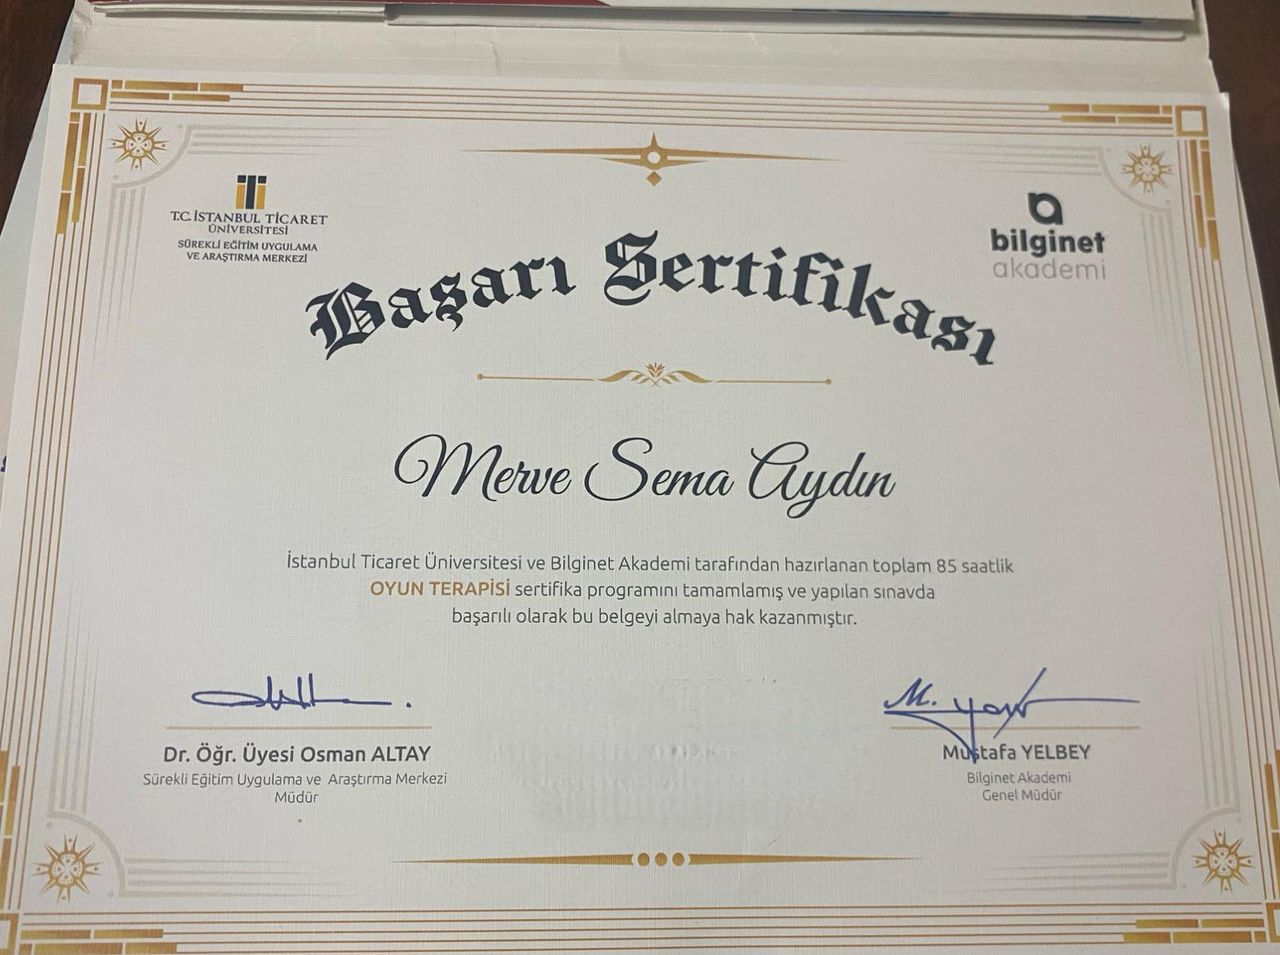 T.C. İSTANBUL TİCARET
ÜNİVERSİTESİ
SÜREKLİ EĞİTİM UYGULAMA
VE ARAŞTIRMA MERKEZİ
bilginet
akademi
Başarı Sertifikası
Merve Sema Aydın
İstanbul Ticaret Üniversitesi ve Bilginet Akademi tarafından hazırlanan toplam 85 saatlik
OYUN TERAPİSİ sertifika programını tamamlamış ve yapılan sınavda
başarılı olarak bu belgeyi almaya hak kazanmıştır.
Dr. Öğr. Üyesi Osman ALTAY
Sürekli Eğitim Uygulama ve Araştırma Merkezi
Müdür
Mustafa YELBEY
Bilginet Akademi
Genel Müdür